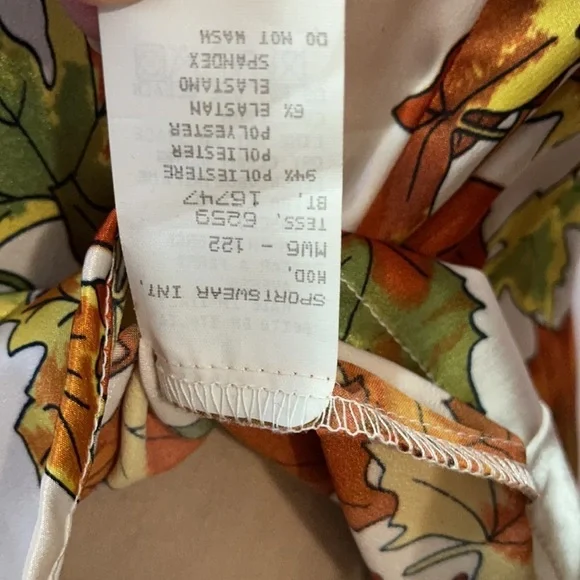 SPORTSWEAR INT.
MOD.
MW6 - 122
TESS. 6259
BT. 16747
94% POLIESTERE
POLIESTER
POLYESTER
6% ELASTAN
ELASTANO
SPANDEX
DO NOT WASH